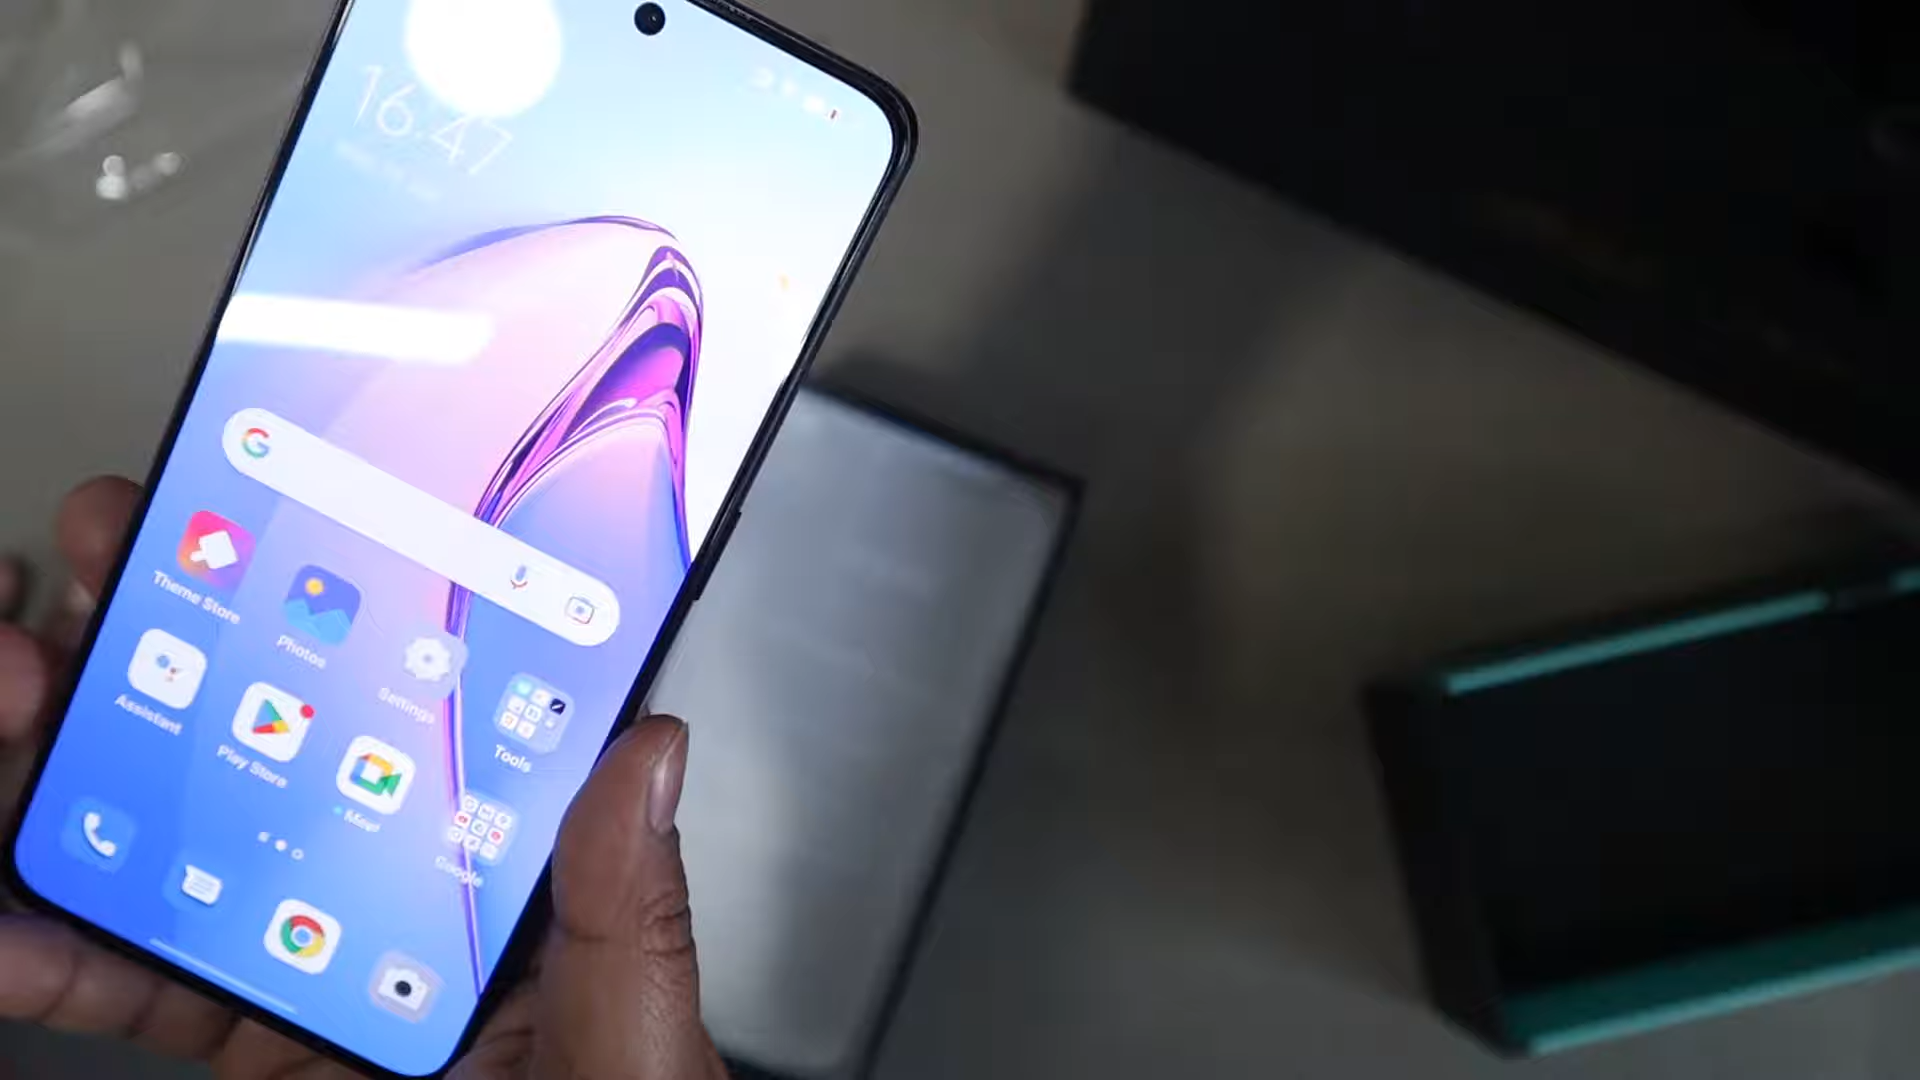 16:47
G
Theme Store
Photos
Settings
Tools
Assistant
Play Store
Meet
Google